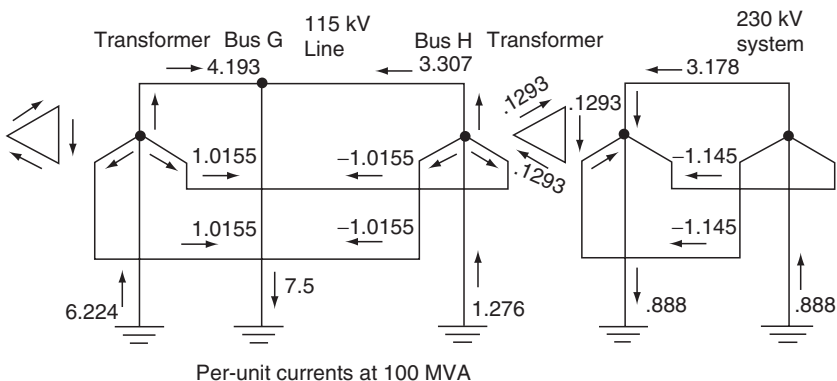 Transformer Bus G 115 kV Line Bus H Transformer 230 kV system
4.193 3.307 3.178
.1293 .1293
1.0155 −1.0155 .1293 −1.145
1.0155 −1.0155 −1.145
6.224 7.5 1.276 .888 .888
Per-unit currents at 100 MVA